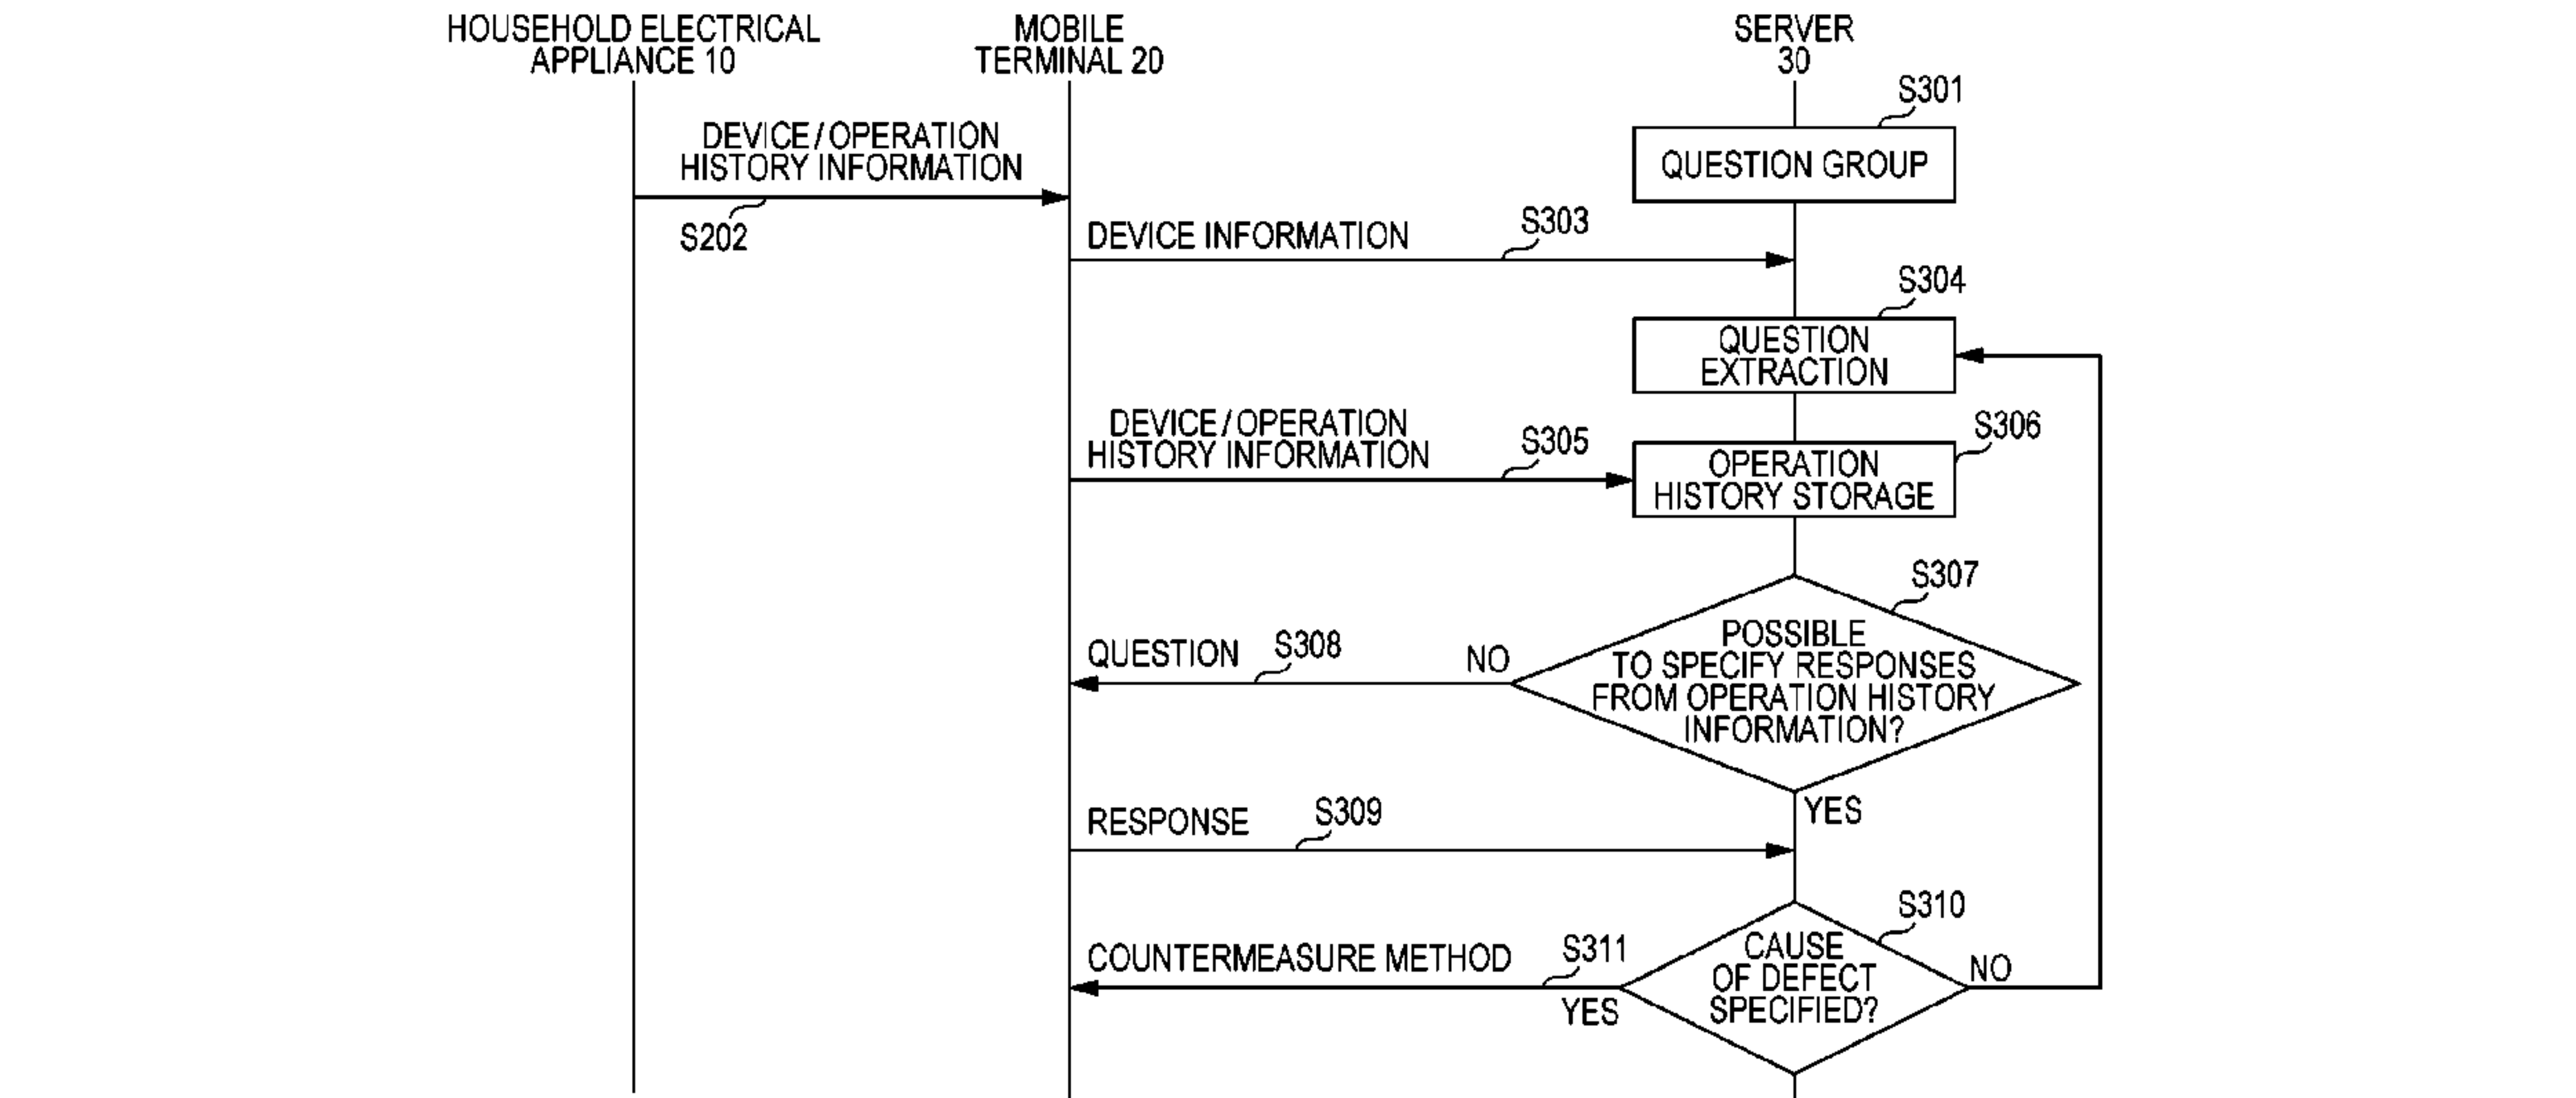 HOUSEHOLD ELECTRICAL
APPLIANCE 10
MOBILE
TERMINAL 20
SERVER
30
S301
QUESTION GROUP
DEVICE/OPERATION
HISTORY INFORMATION
S202
DEVICE INFORMATION
S303
S304
QUESTION
EXTRACTION
DEVICE/OPERATION
HISTORY INFORMATION
S305
S306
OPERATION
HISTORY STORAGE
S307
POSSIBLE
TO SPECIFY RESPONSES
FROM OPERATION HISTORY
INFORMATION?
NO
QUESTION
S308
YES
RESPONSE
S309
S310
CAUSE
OF DEFECT
SPECIFIED?
NO
COUNTERMEASURE METHOD
S311
YES